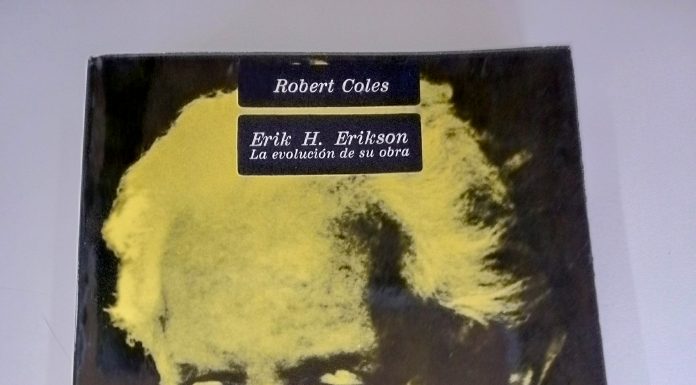 Robert Coles
Erik H. Erikson
La evolución de su obra